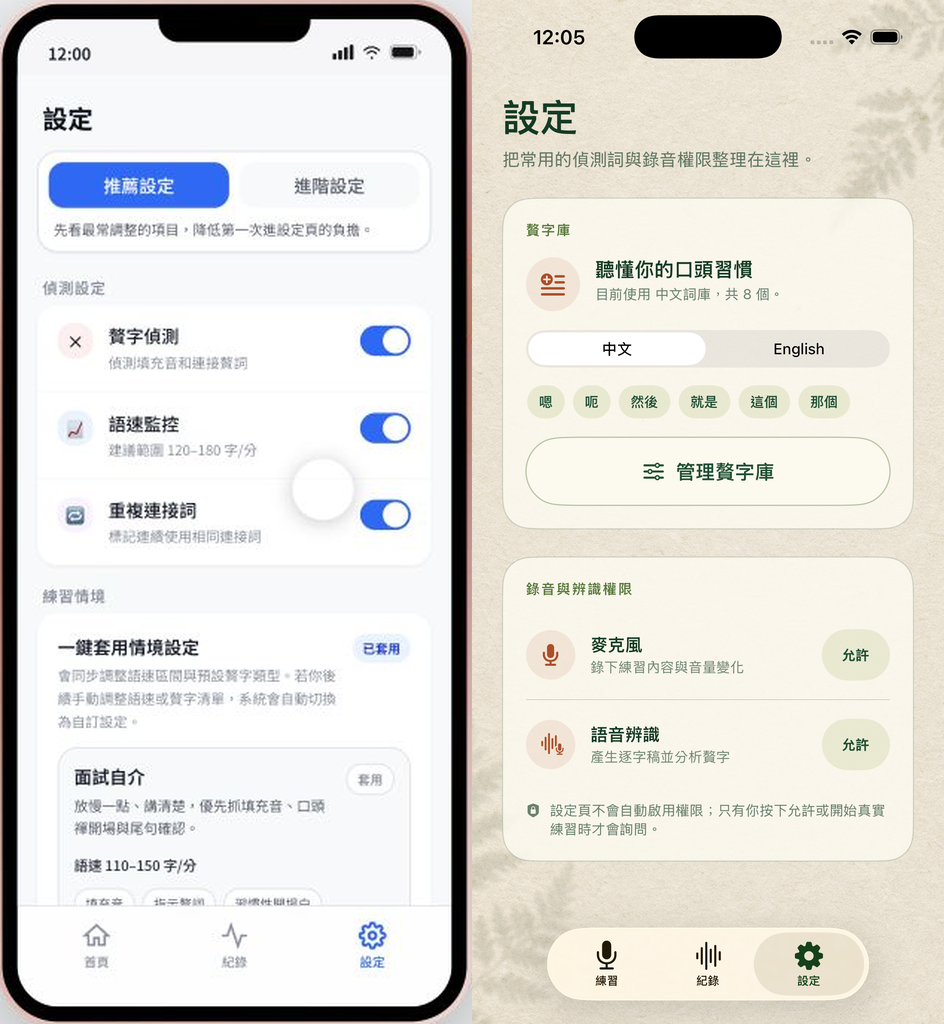 12:00
設定
推薦設定
進階設定
先看最常調整的項目，降低第一次進設定頁的負擔。
偵測設定
贅字偵測
偵測填充音和連接贅詞
語速監控
建議範圍 120–180 字/分
重複連接詞
標記連續使用相同連接詞
練習情境
一鍵套用情境設定
已套用
會同步調整語速區間與預設贅字類型。若你後
續手動調整語速或贅字清單，系統會自動切換
為自訂設定。
面試自介
套用
放慢一點、講清楚，優先抓填充音、口頭
禪開場與尾句確認。
語速 110–150 字/分
填充音
指示贅詞
習慣性開場白
首頁
紀錄
設定
12:05
設定
把常用的偵測詞與錄音權限整理在這裡。
贅字庫
聽懂你的口頭習慣
目前使用 中文詞庫，共 8 個。
中文
English
嗯
呃
然後
就是
這個
那個
管理贅字庫
錄音與辨識權限
麥克風
錄下練習內容與音量變化
允許
語音辨識
產生逐字稿並分析贅字
允許
設定頁不會自動啟用權限；只有你按下允許或開始真實
練習時才會詢問。
練習
紀錄
設定